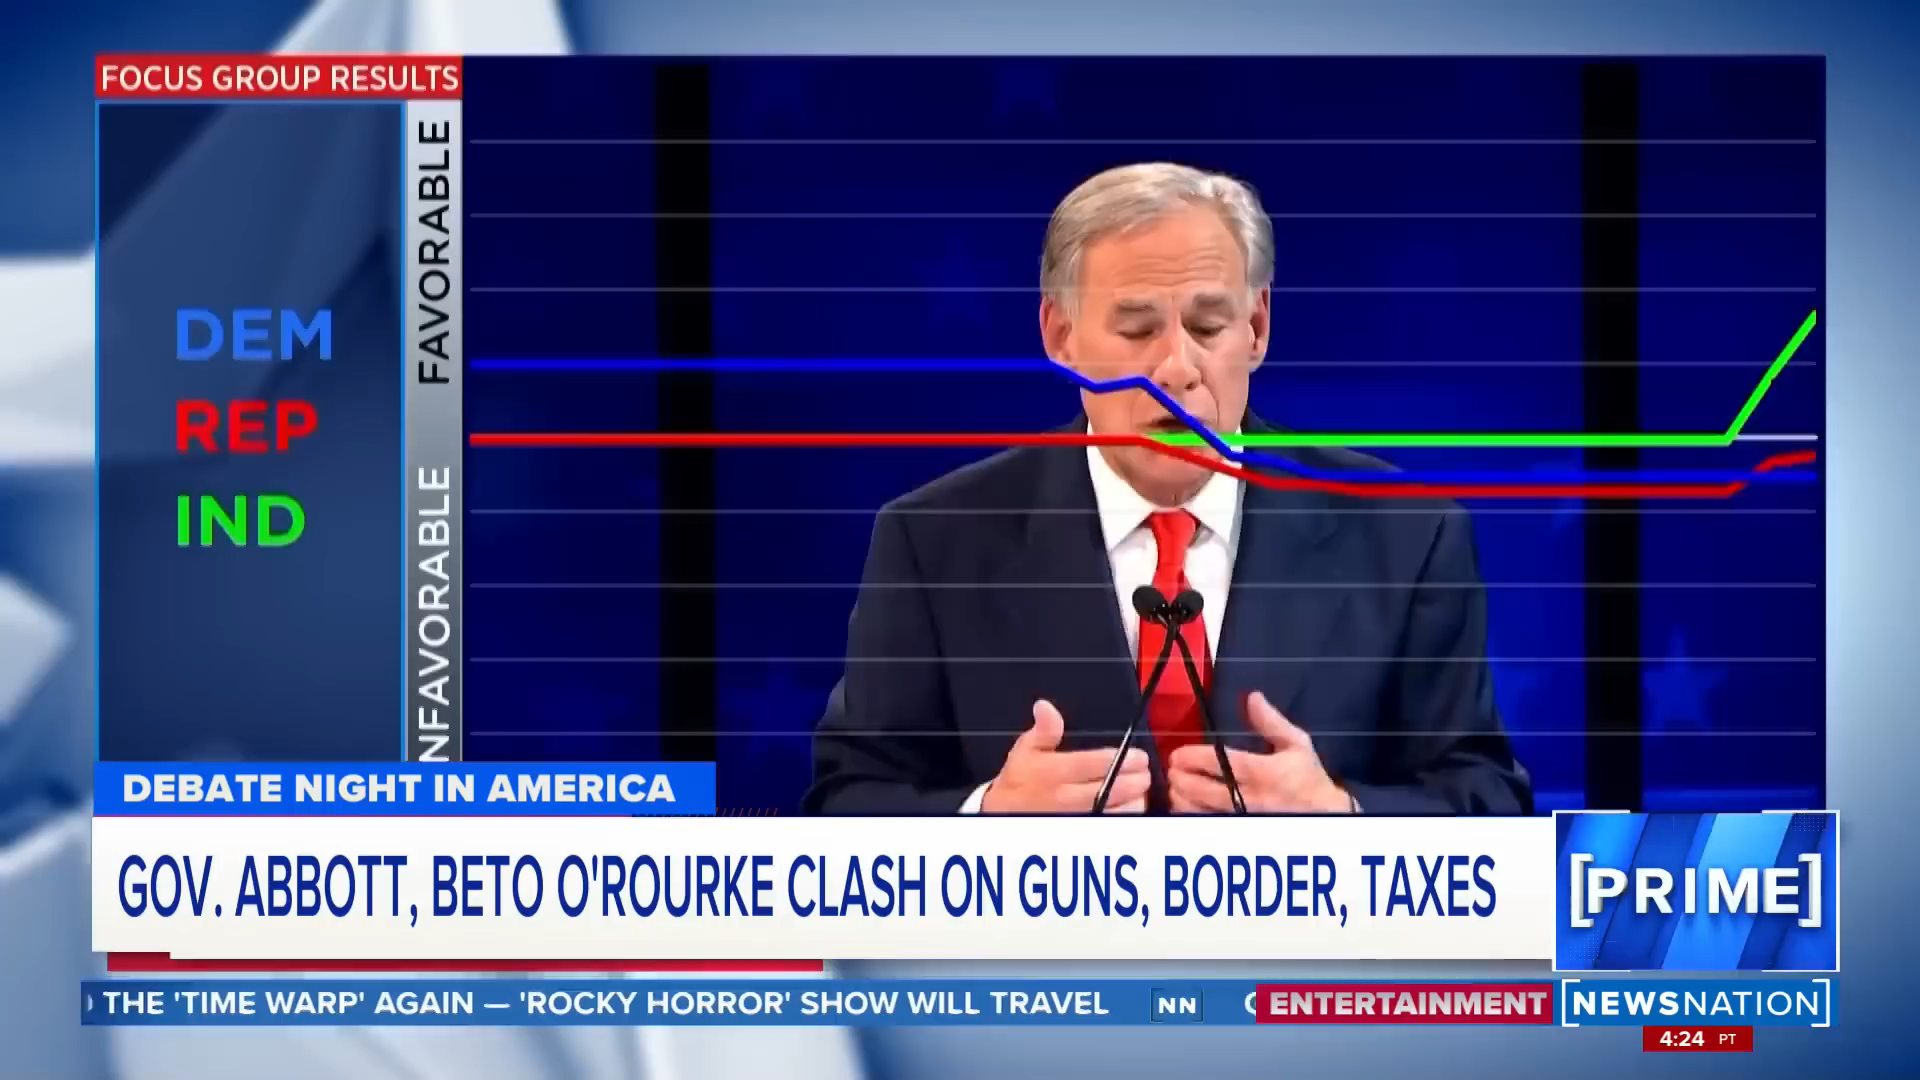 FOCUS GROUP RESULTS
FAVORABLE
DEM
REP
IND
NFAVORABLE
DEBATE NIGHT IN AMERICA
GOV. ABBOTT, BETO O'ROURKE CLASH ON GUNS, BORDER, TAXES
[PRIME]
THE 'TIME WARP' AGAIN — 'ROCKY HORROR' SHOW WILL TRAVEL
NN
ENTERTAINMENT
[NEWSNATION]
4:24 PT